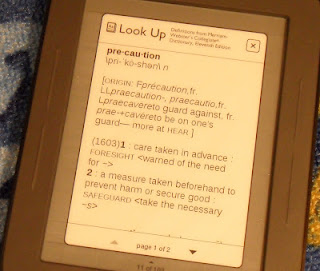 Look Up
Definitions from Merriam-
Webster's Collegiate®
Dictionary, Eleventh Edition
pre·cau·tion
\pri-ˈkȯ-shən\ n
[ORIGIN: F précaution, fr.
LL praecaution-, praecautio, fr.
L praecavēre to guard against, fr.
prae- + cavēre to be on one's
guard— more at HEAR ]
(1603) 1 : care taken in advance :
FORESIGHT <warned of the need
for ~>
2 : a measure taken beforehand to
prevent harm or secure good :
SAFEGUARD <take the necessary
~s>
page 1 of 2